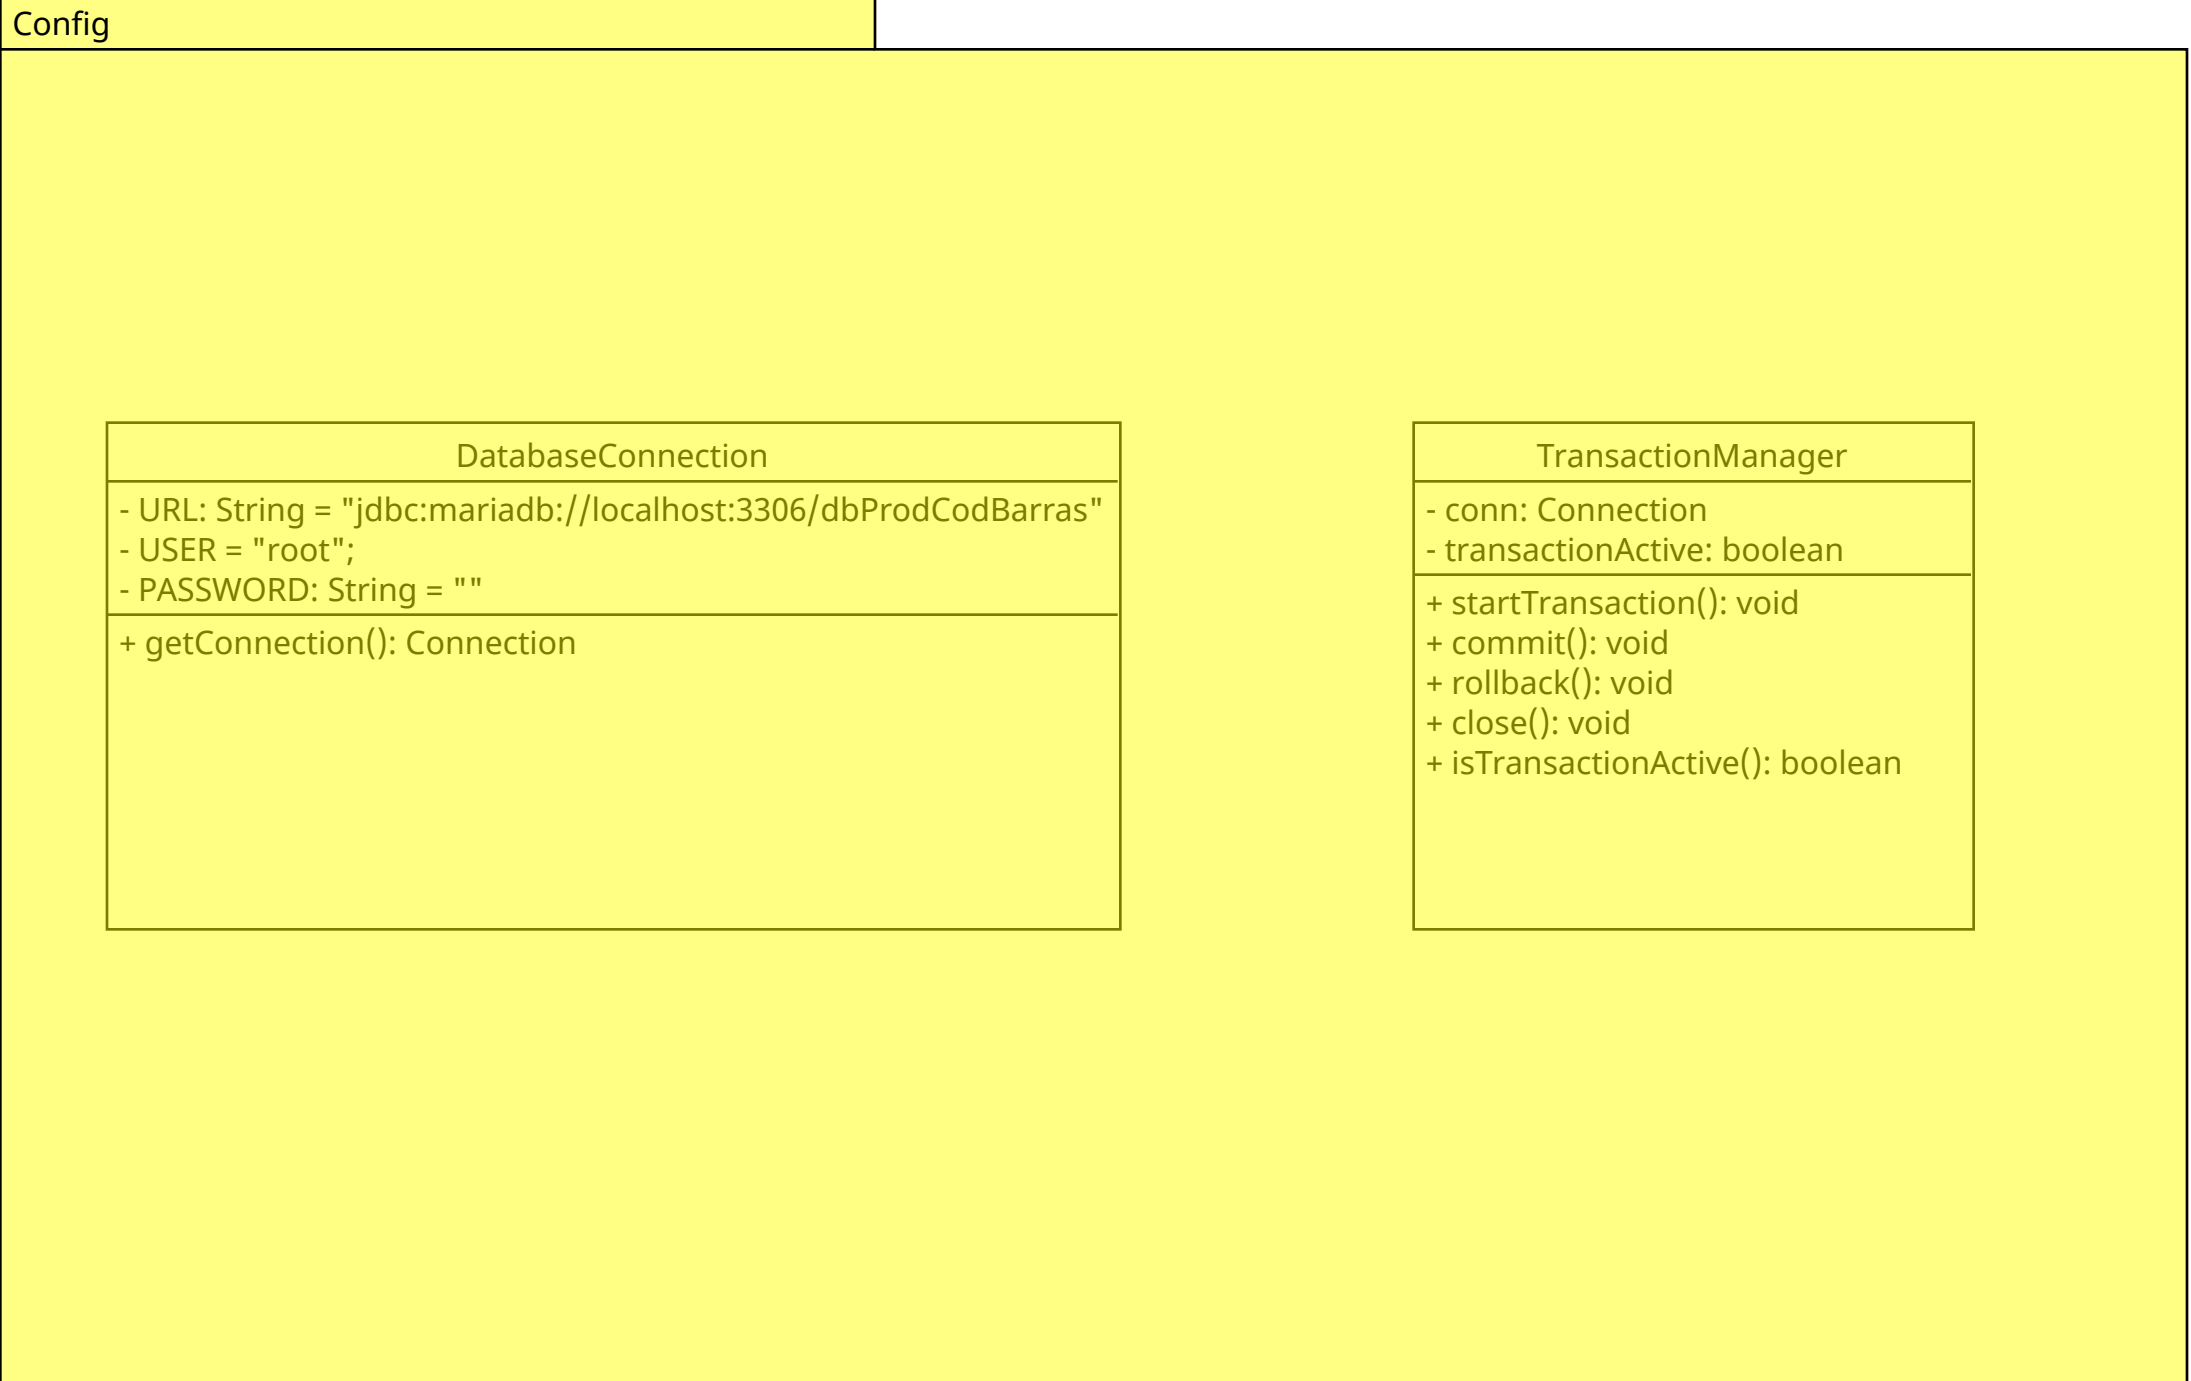 Config
DatabaseConnection
- URL: String = "jdbc:mariadb://localhost:3306/dbProdCodBarras"
- USER = "root";
- PASSWORD: String = ""
+ getConnection(): Connection
TransactionManager
- conn: Connection
- transactionActive: boolean
+ startTransaction(): void
+ commit(): void
+ rollback(): void
+ close(): void
+ isTransactionActive(): boolean